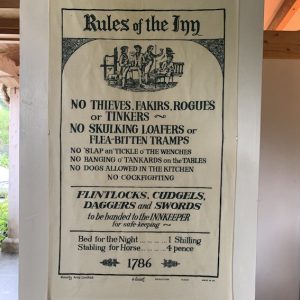 Rules of the Inn
NO THIEVES, FAKIRS, ROGUES
or TINKERS ~
NO SKULKING LOAFERS or
FLEA-BITTEN TRAMPS
NO 'SLAP an' TICKLE' O' THE WENCHES
NO BANGING O' TANKARDS on the TABLES
NO DOGS ALLOWED IN THE KITCHEN
NO COCKFIGHTING
FLINTLOCKS, CUDGELS,
DAGGERS and SWORDS
to be handed to the INNKEEPER
for safe-keeping ~
Bed for the Night ... 1 Shilling
Stabling for Horse ... 4 pence
1786